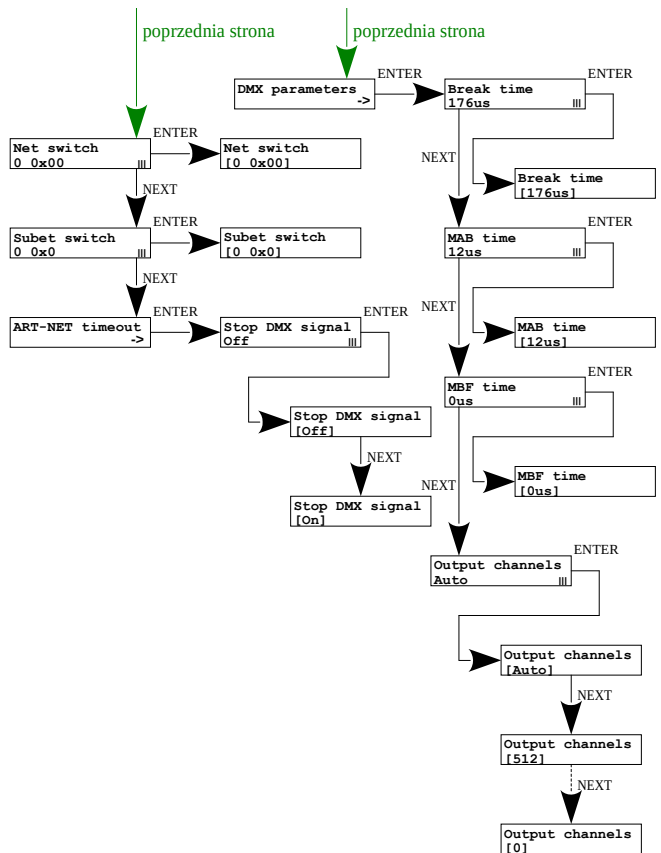 poprzednia strona
poprzednia strona
DMX parameters
->
ENTER
Break time
176us
ENTER
Net switch
0 0x00
ENTER
Net switch
[0 0x00]
NEXT
NEXT
Break time
[176us]
Subet switch
0 0x0
ENTER
Subet switch
[0 0x0]
MAB time
12us
ENTER
NEXT
ART-NET timeout
->
ENTER
Stop DMX signal
Off
ENTER
NEXT
MAB time
[12us]
MBF time
0us
ENTER
Stop DMX signal
[Off]
NEXT
NEXT
MBF time
[0us]
Stop DMX signal
[On]
Output channels
Auto
ENTER
Output channels
[Auto]
NEXT
Output channels
[512]
NEXT
Output channels
[0]